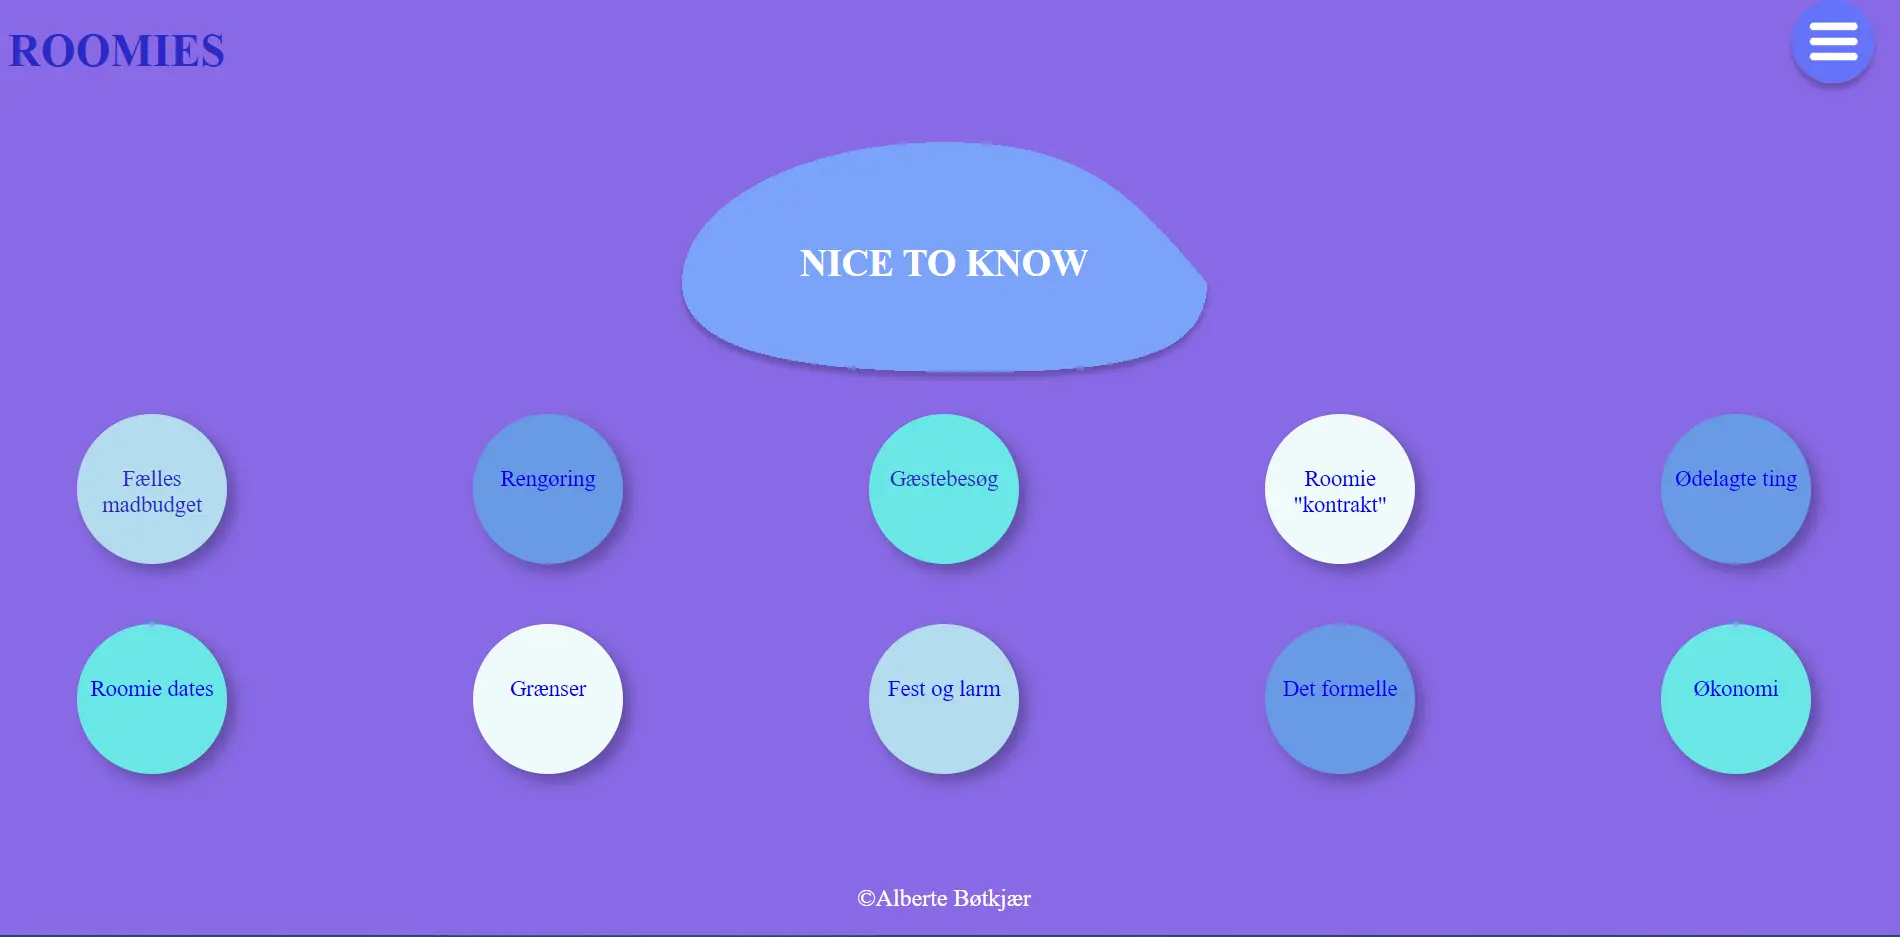 ROOMIES
NICE TO KNOW
Fælles
madbudget
Rengøring
Gæstebesøg
Roomie
"kontrakt"
Ødelagte ting
Roomie dates
Grænser
Fest og larm
Det formelle
Økonomi
©Alberte Bøtkjær